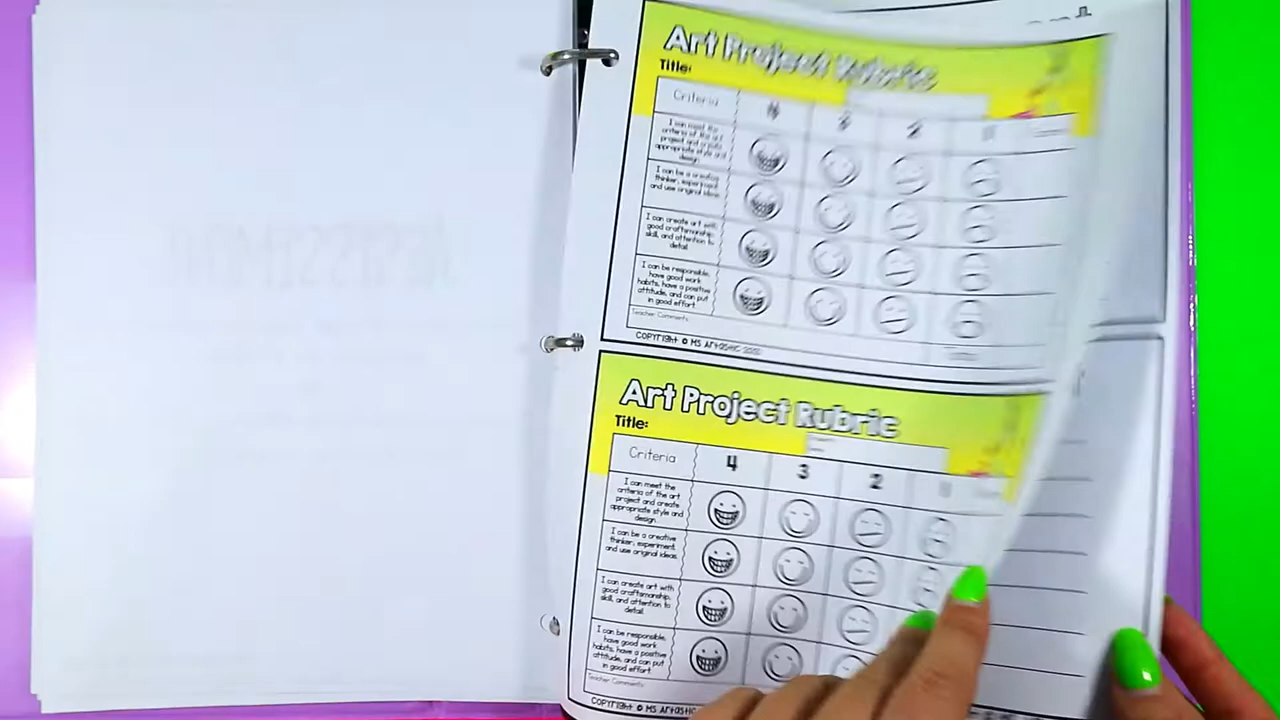 Art Project Rubric
Title:
Criteria
4
3
2
1
I can meet the
criteria of the art
project and create
appropriate style and
design.
I can be a creative
thinker, experiment,
and use original ideas.
I can create art with
good craftsmanship,
skill, and attention to
detail.
I can be responsible,
have good work
habits, have a positive
attitude, and can put
in good effort.
Teacher Comments:
Copyright © Ms Artastic
Art Project Rubric
Title:
Criteria
4
3
2
1
I can meet the
criteria of the art
project and create
appropriate style and
design.
I can be a creative
thinker, experiment,
and use original ideas.
I can create art with
good craftsmanship,
skill, and attention to
detail.
I can be responsible,
have good work
habits, have a positive
attitude, and can put
in good effort.
Teacher Comments:
Copyright © Ms Artastic